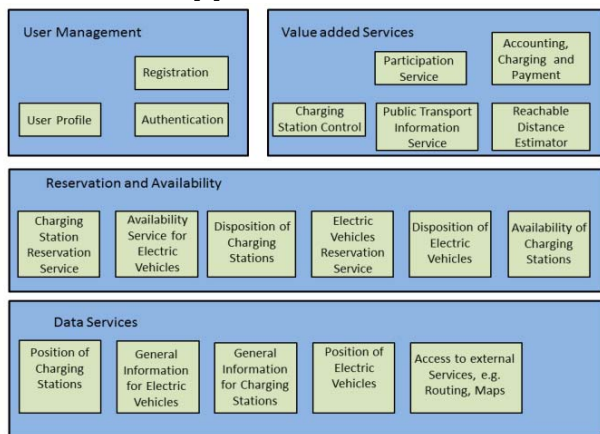 User Management
Registration
User Profile
Authentication
Value added Services
Participation
Service
Accounting,
Charging and
Payment
Charging
Station Control
Public Transport
Information
Service
Reachable
Distance
Estimator
Reservation and Availability
Charging
Station
Reservation
Service
Availability
Service for
Electric
Vehicles
Disposition of
Charging
Stations
Electric
Vehicles
Reservation
Service
Disposition of
Electric
Vehicles
Availability of
Charging
Stations
Data Services
Position of
Charging
Stations
General
Information
for Electric
Vehicles
General
Information
for Charging
Stations
Position of
Electric
Vehicles
Access to external
Services, e.g.
Routing, Maps